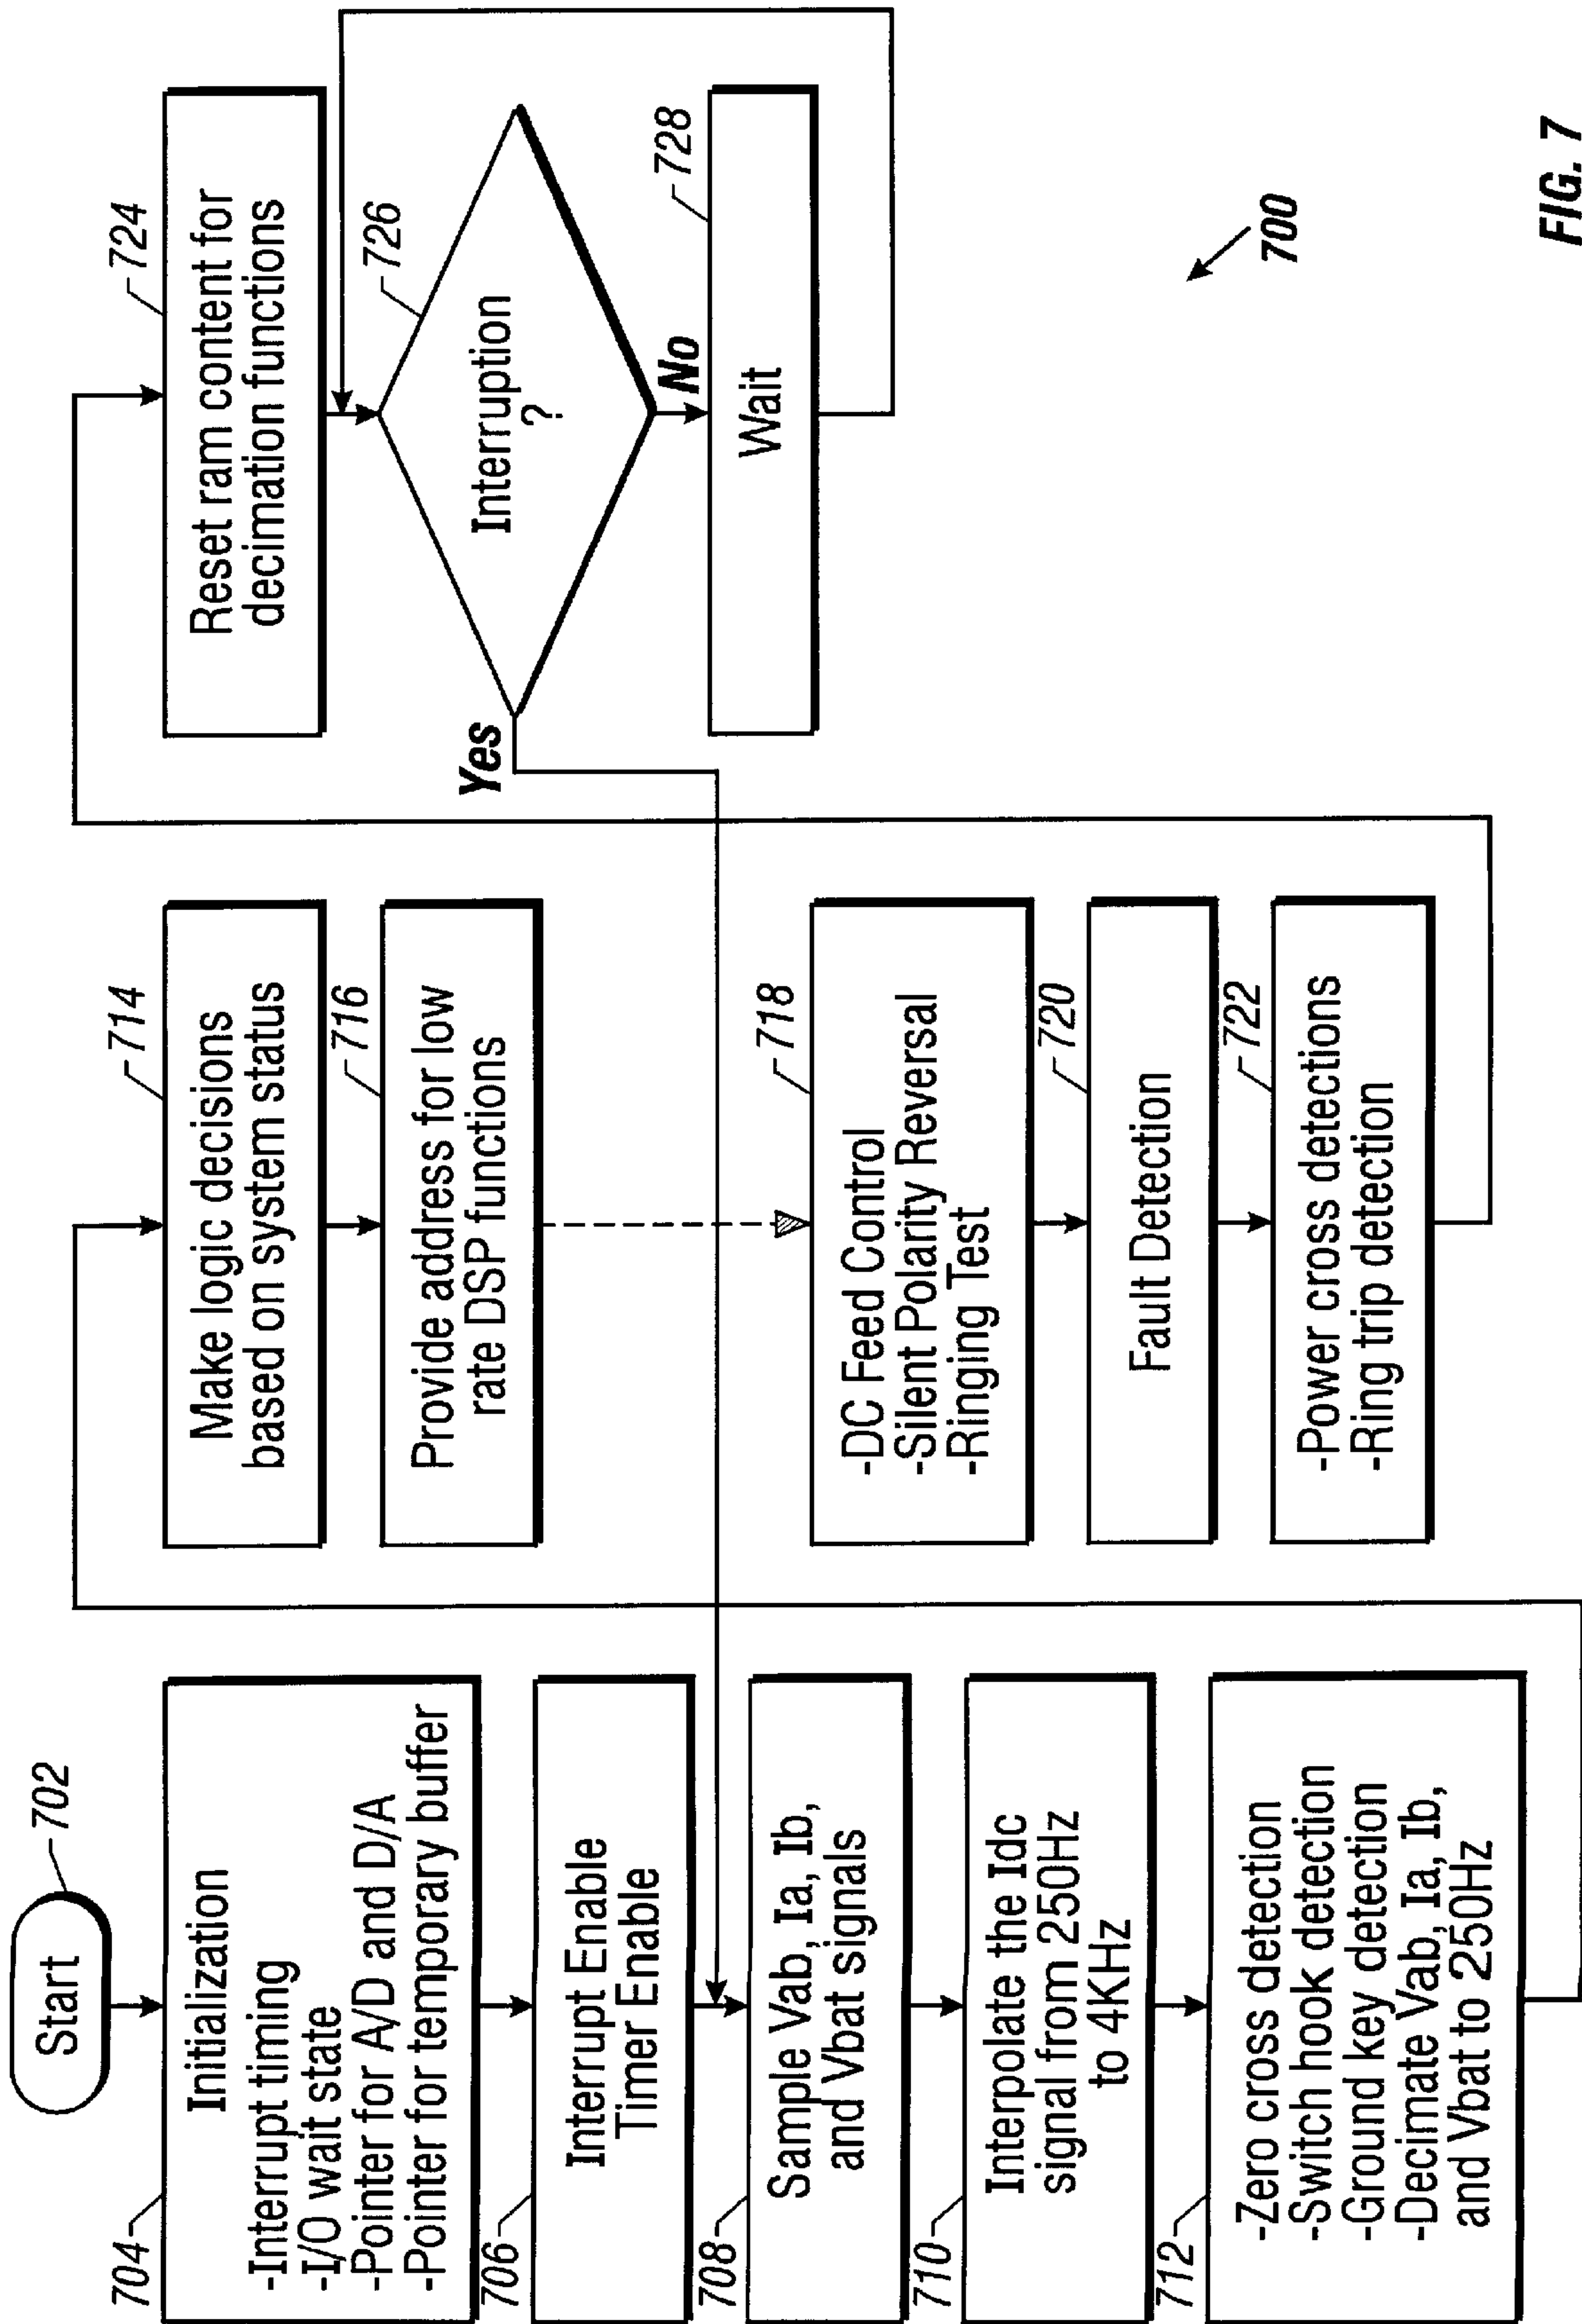 Start
702
704
Initialization
-Interrupt timing
-I/O wait state
-Pointer for A/D and D/A
-Pointer for temporary buffer
706
Interrupt Enable
Timer Enable
708
Sample Vab, Ia, Ib,
and Vbat signals
710
Interpolate the Idc
signal from 250Hz
to 4KHz
712
-Zero cross detection
-Switch hook detection
-Ground key detection
-Decimate Vab, Ia, Ib,
and Vbat to 250Hz
714
Make logic decisions
based on system status
716
Provide address for low
rate DSP functions
718
-DC Feed Control
-Silent Polarity Reversal
-Ringing Test
720
Fault Detection
722
-Power cross detections
-Ring trip detection
724
Reset ram content for
decimation functions
726
Interruption
?
Yes
No
728
Wait
700
FIG. 7